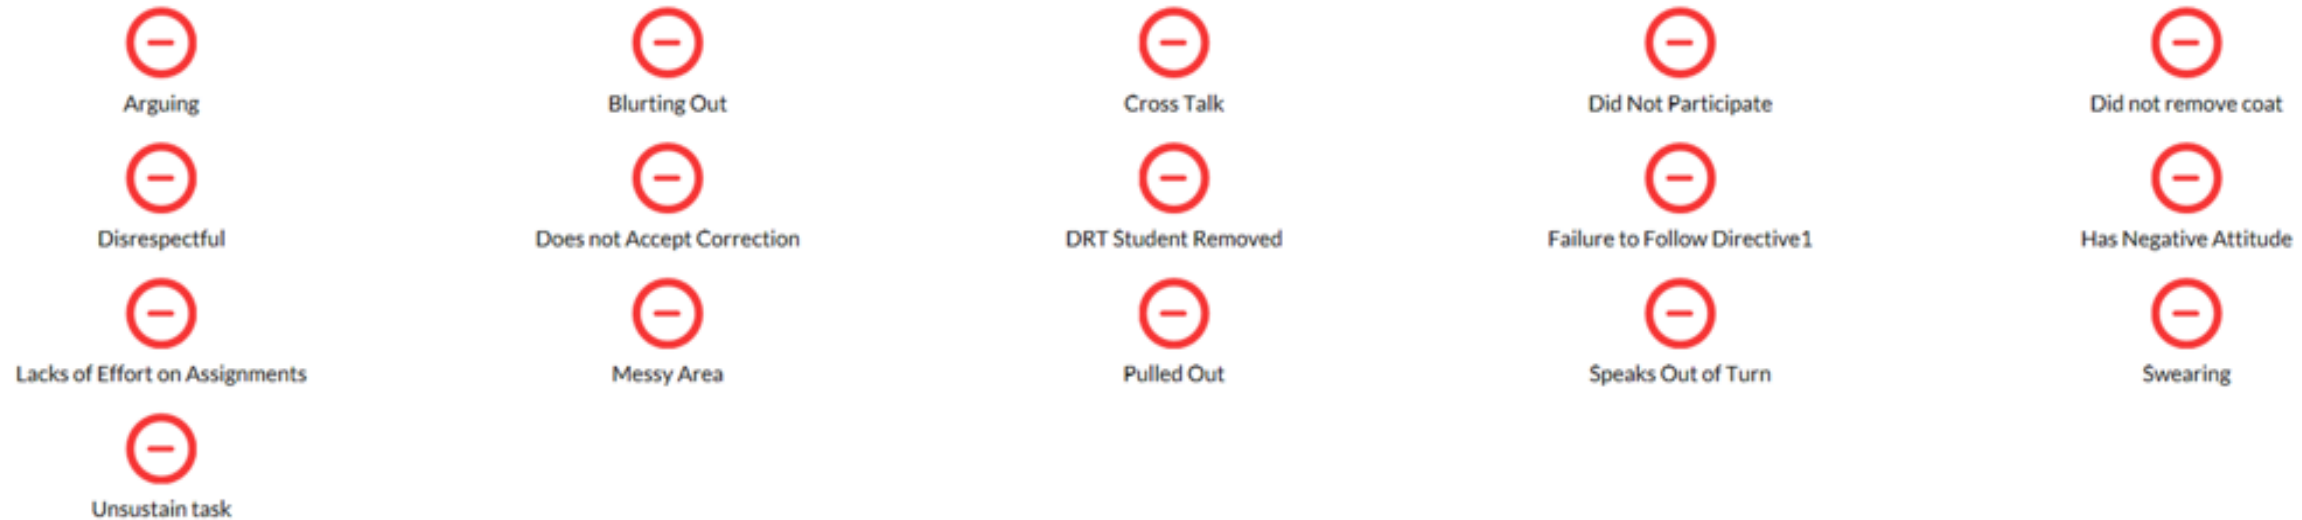 Arguing
Blurting Out
Cross Talk
Did Not Participate
Did not remove coat
Disrespectful
Does not Accept Correction
DRT Student Removed
Failure to Follow Directive1
Has Negative Attitude
Lacks of Effort on Assignments
Messy Area
Pulled Out
Speaks Out of Turn
Swearing
Unsustain task